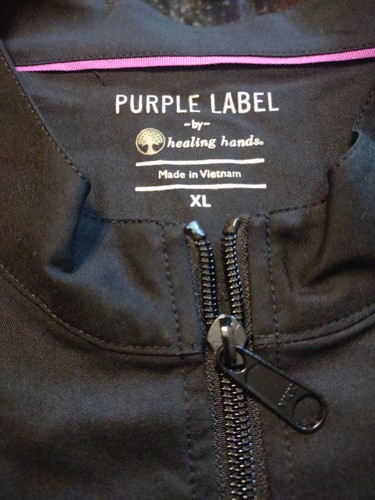 PURPLE LABEL
-by-
healing hands®
Made in Vietnam
XL